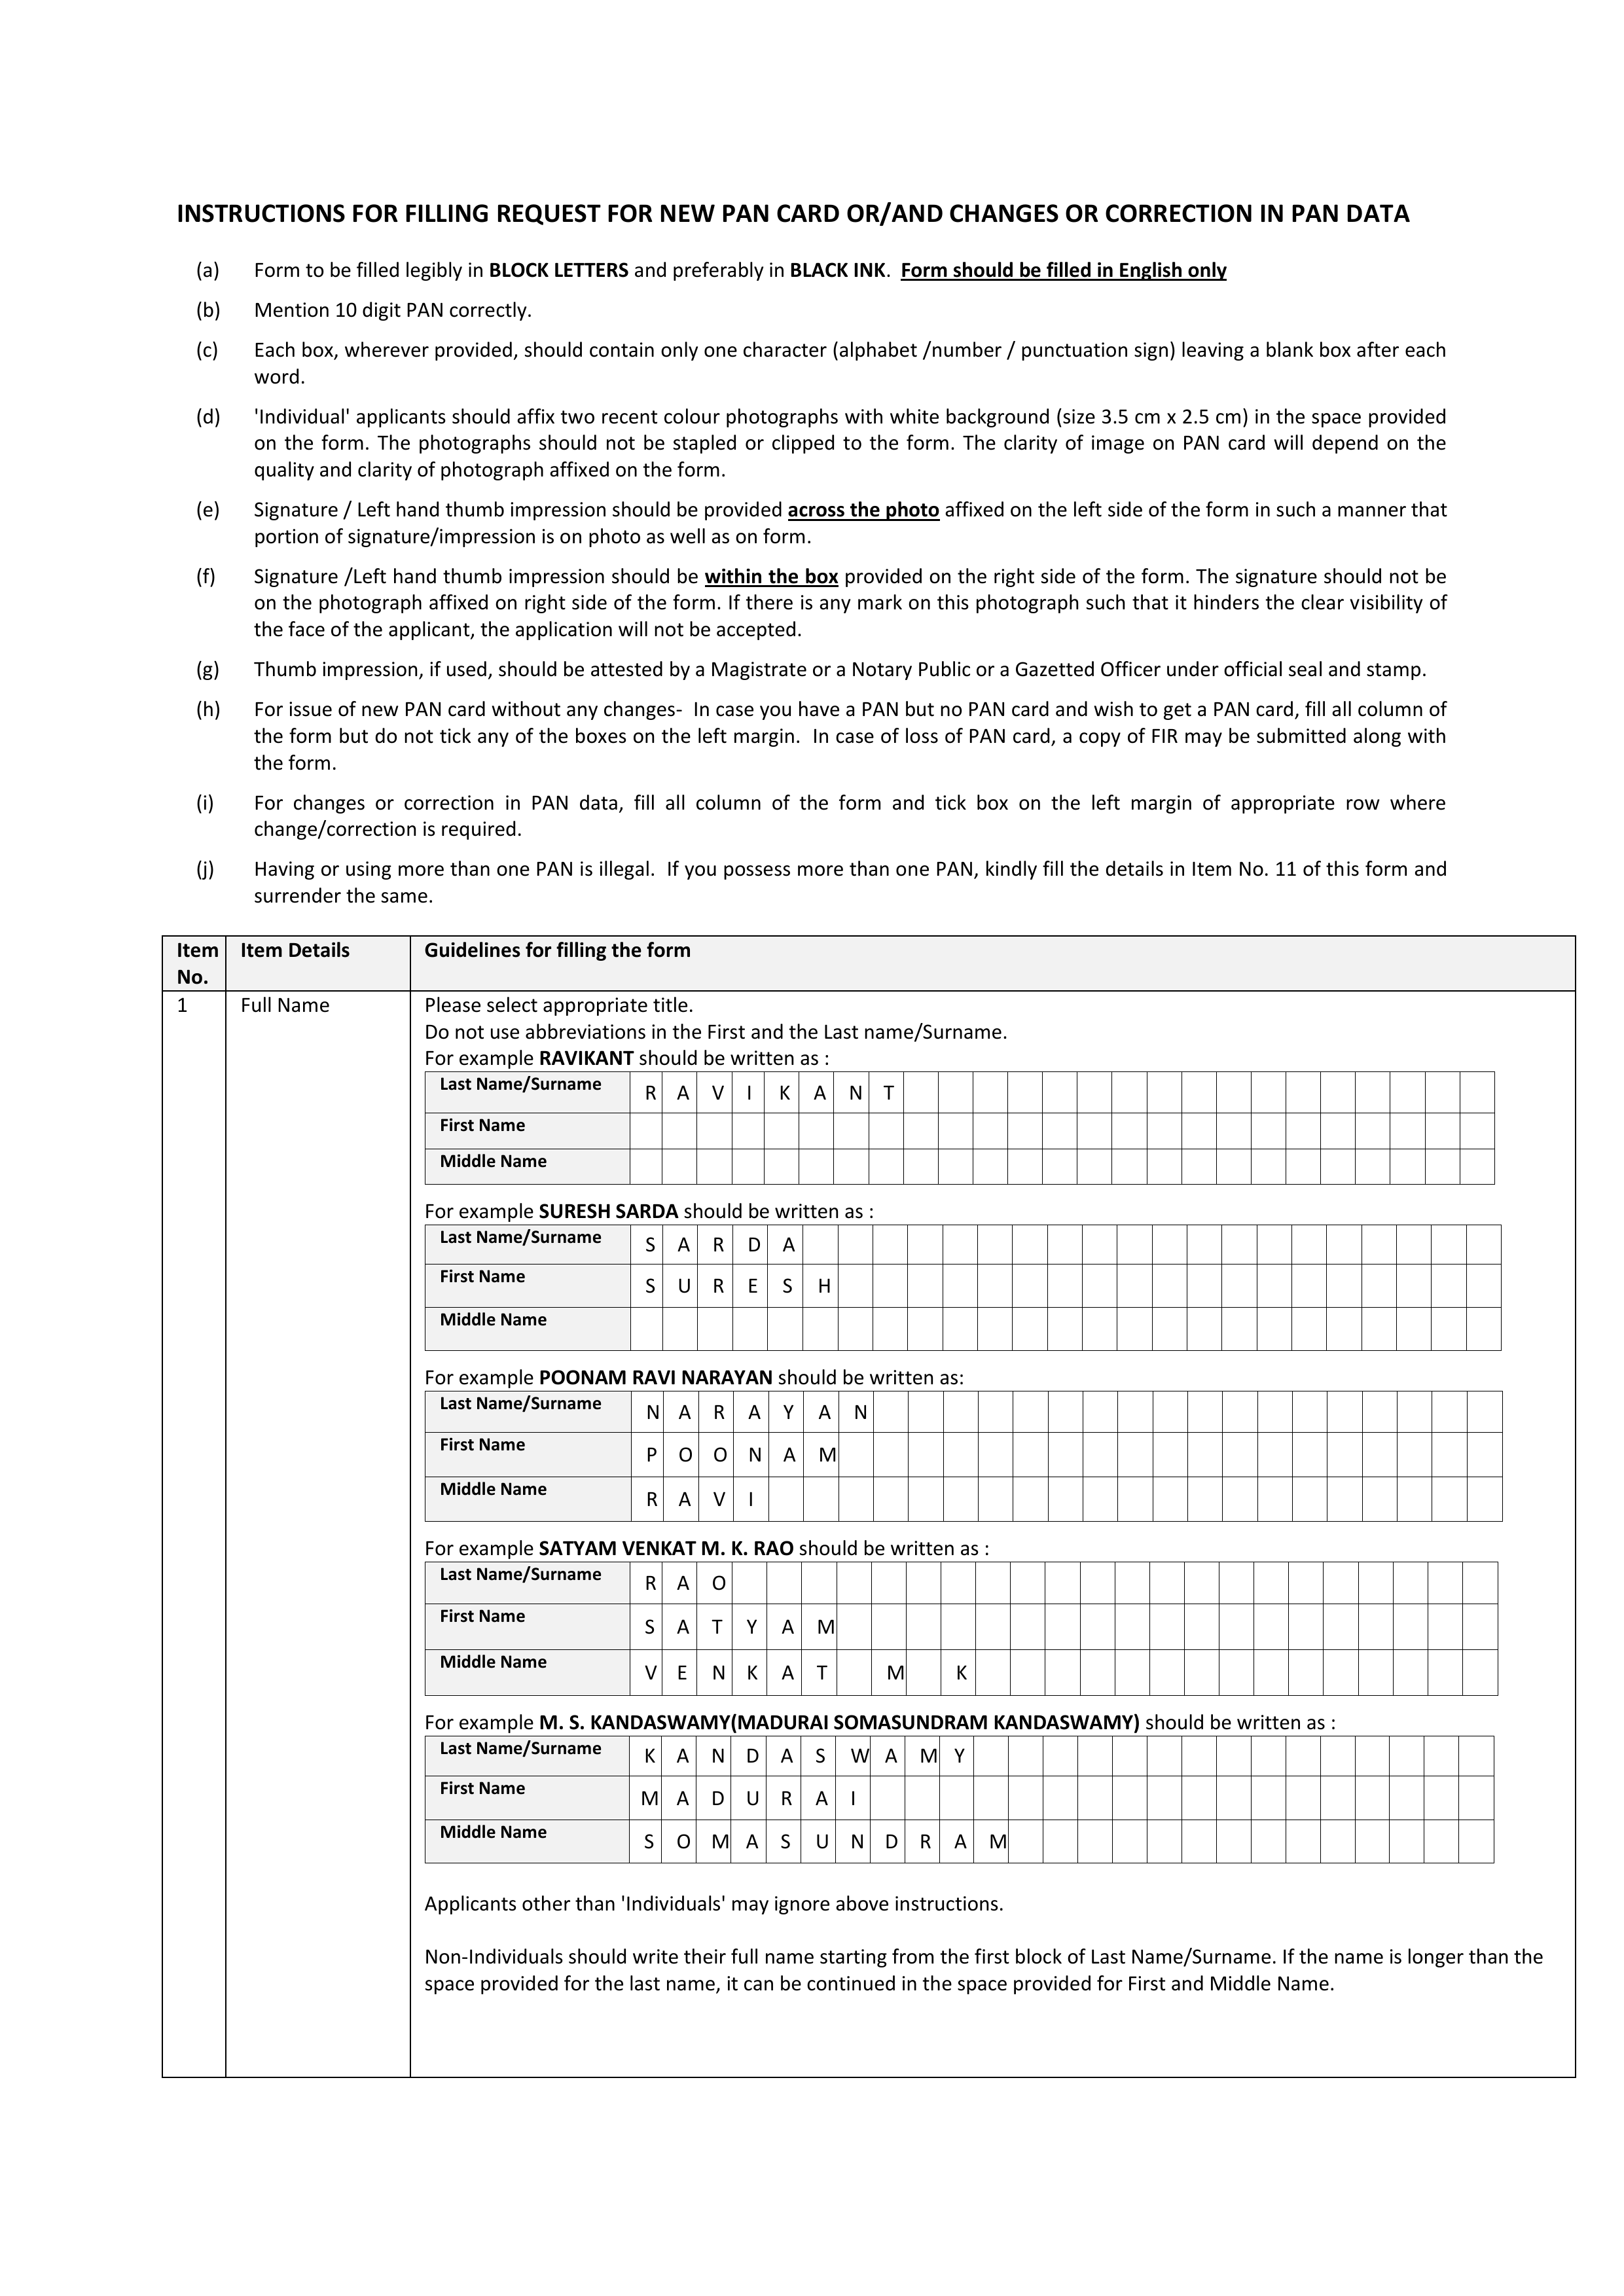 INSTRUCTIONS FOR FILLING REQUEST FOR NEW PAN CARD OR/AND CHANGES OR CORRECTION IN PAN DATA
(a) Form to be filled legibly in BLOCK LETTERS and preferably in BLACK INK. Form should be filled in English only
(b) Mention 10 digit PAN correctly.
(c) Each box, wherever provided, should contain only one character (alphabet /number / punctuation sign) leaving a blank box after each
word.
(d) 'Individual' applicants should affix two recent colour photographs with white background (size 3.5 cm x 2.5 cm) in the space provided
on the form. The photographs should not be stapled or clipped to the form. The clarity of image on PAN card will depend on the
quality and clarity of photograph affixed on the form.
(e) Signature / Left hand thumb impression should be provided across the photo affixed on the left side of the form in such a manner that
portion of signature/impression is on photo as well as on form.
(f) Signature /Left hand thumb impression should be within the box provided on the right side of the form. The signature should not be
on the photograph affixed on right side of the form. If there is any mark on this photograph such that it hinders the clear visibility of
the face of the applicant, the application will not be accepted.
(g) Thumb impression, if used, should be attested by a Magistrate or a Notary Public or a Gazetted Officer under official seal and stamp.
(h) For issue of new PAN card without any changes- In case you have a PAN but no PAN card and wish to get a PAN card, fill all column of
the form but do not tick any of the boxes on the left margin. In case of loss of PAN card, a copy of FIR may be submitted along with
the form.
(i) For changes or correction in PAN data, fill all column of the form and tick box on the left margin of appropriate row where
change/correction is required.
(j) Having or using more than one PAN is illegal. If you possess more than one PAN, kindly fill the details in Item No. 11 of this form and
surrender the same.
Item No. Item Details Guidelines for filling the form
1 Full Name Please select appropriate title.
Do not use abbreviations in the First and the Last name/Surname.
For example RAVIKANT should be written as :
Last Name/Surname R A V I K A N T
First Name
Middle Name
For example SURESH SARDA should be written as :
Last Name/Surname S A R D A
First Name S U R E S H
Middle Name
For example POONAM RAVI NARAYAN should be written as:
Last Name/Surname N A R A Y A N
First Name P O O N A M
Middle Name R A V I
For example SATYAM VENKAT M. K. RAO should be written as :
Last Name/Surname R A O
First Name S A T Y A M
Middle Name V E N K A T M K
For example M. S. KANDASWAMY(MADURAI SOMASUNDRAM KANDASWAMY) should be written as :
Last Name/Surname K A N D A S W A M Y
First Name M A D U R A I
Middle Name S O M A S U N D R A M
Applicants other than 'Individuals' may ignore above instructions.
Non-Individuals should write their full name starting from the first block of Last Name/Surname. If the name is longer than the
space provided for the last name, it can be continued in the space provided for First and Middle Name.